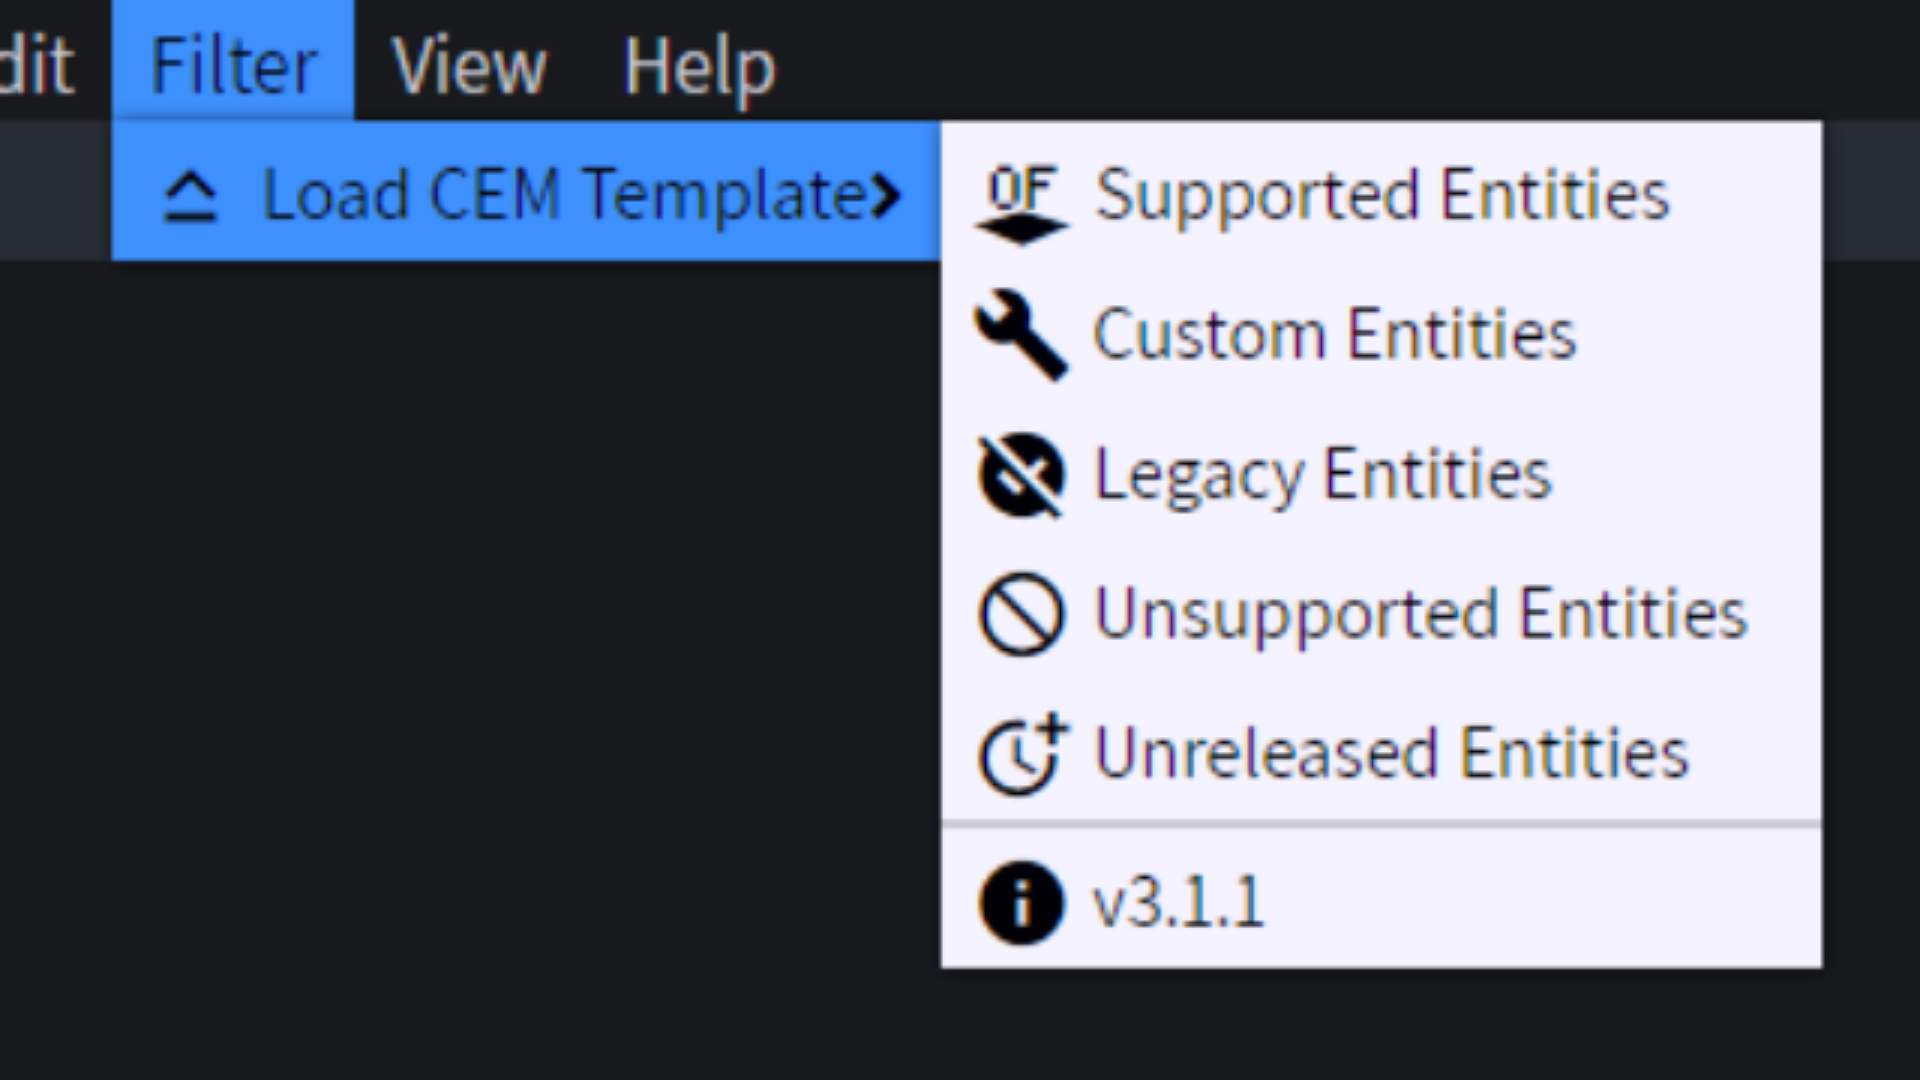 dit Filter View Help
Load CEM Template
OF Supported Entities
Custom Entities
Legacy Entities
Unsupported Entities
Unreleased Entities
v3.1.1